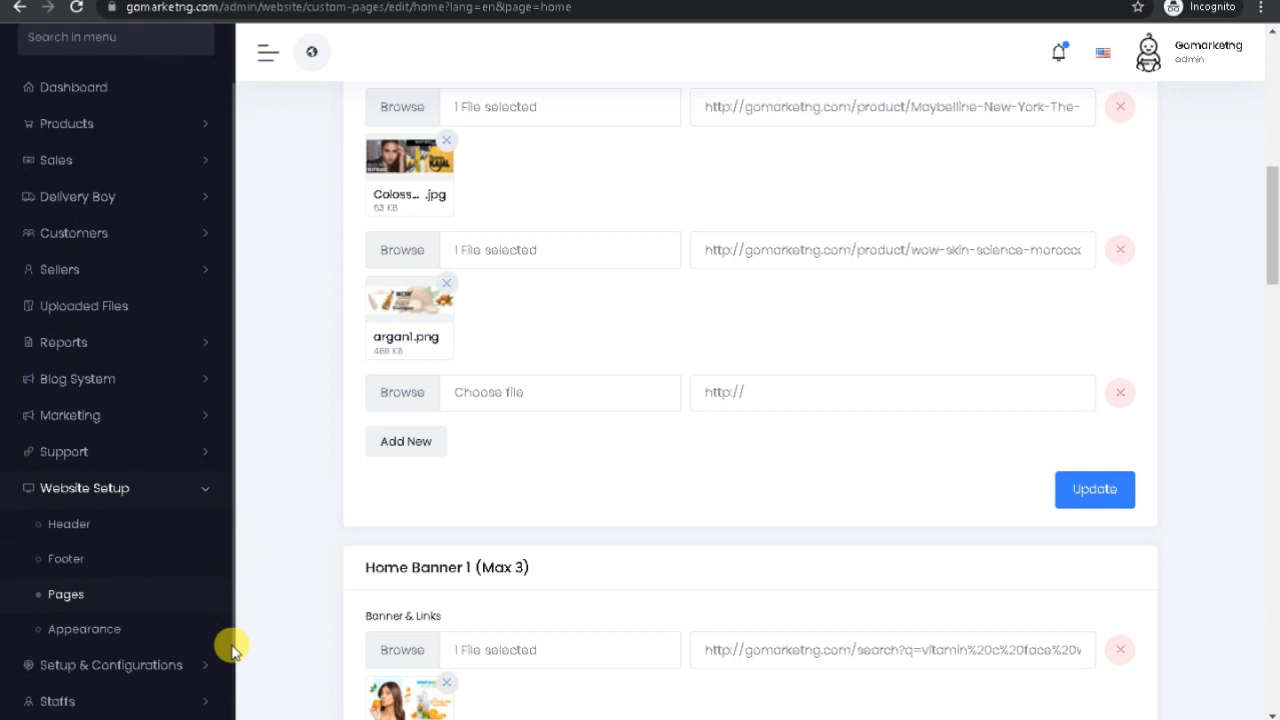 gomarketng.com/admin/website/custom-pages/edit/home?lang=en&page=home
Incognito
Search in menu
Gomarketng
admin
Dashboard
Products
Sales
Delivery Boy
Customers
Sellers
Uploaded Files
Reports
Blog System
Marketing
Support
Website Setup
Header
Footer
Pages
Appearance
Setup & Configurations
Staffs
Browse 1 File selected http://gomarketng.com/product/Maybelline-New-York-The-
Coloss... .jpg
53 KB
Browse 1 File selected http://gomarketng.com/product/wow-skin-science-morocc
argan1.png
488 KB
Browse Choose file http://
Add New
Update
Home Banner 1 (Max 3)
Banner & Links
Browse 1 File selected http://gomarketng.com/search?q=vitamin%20c%20face%20